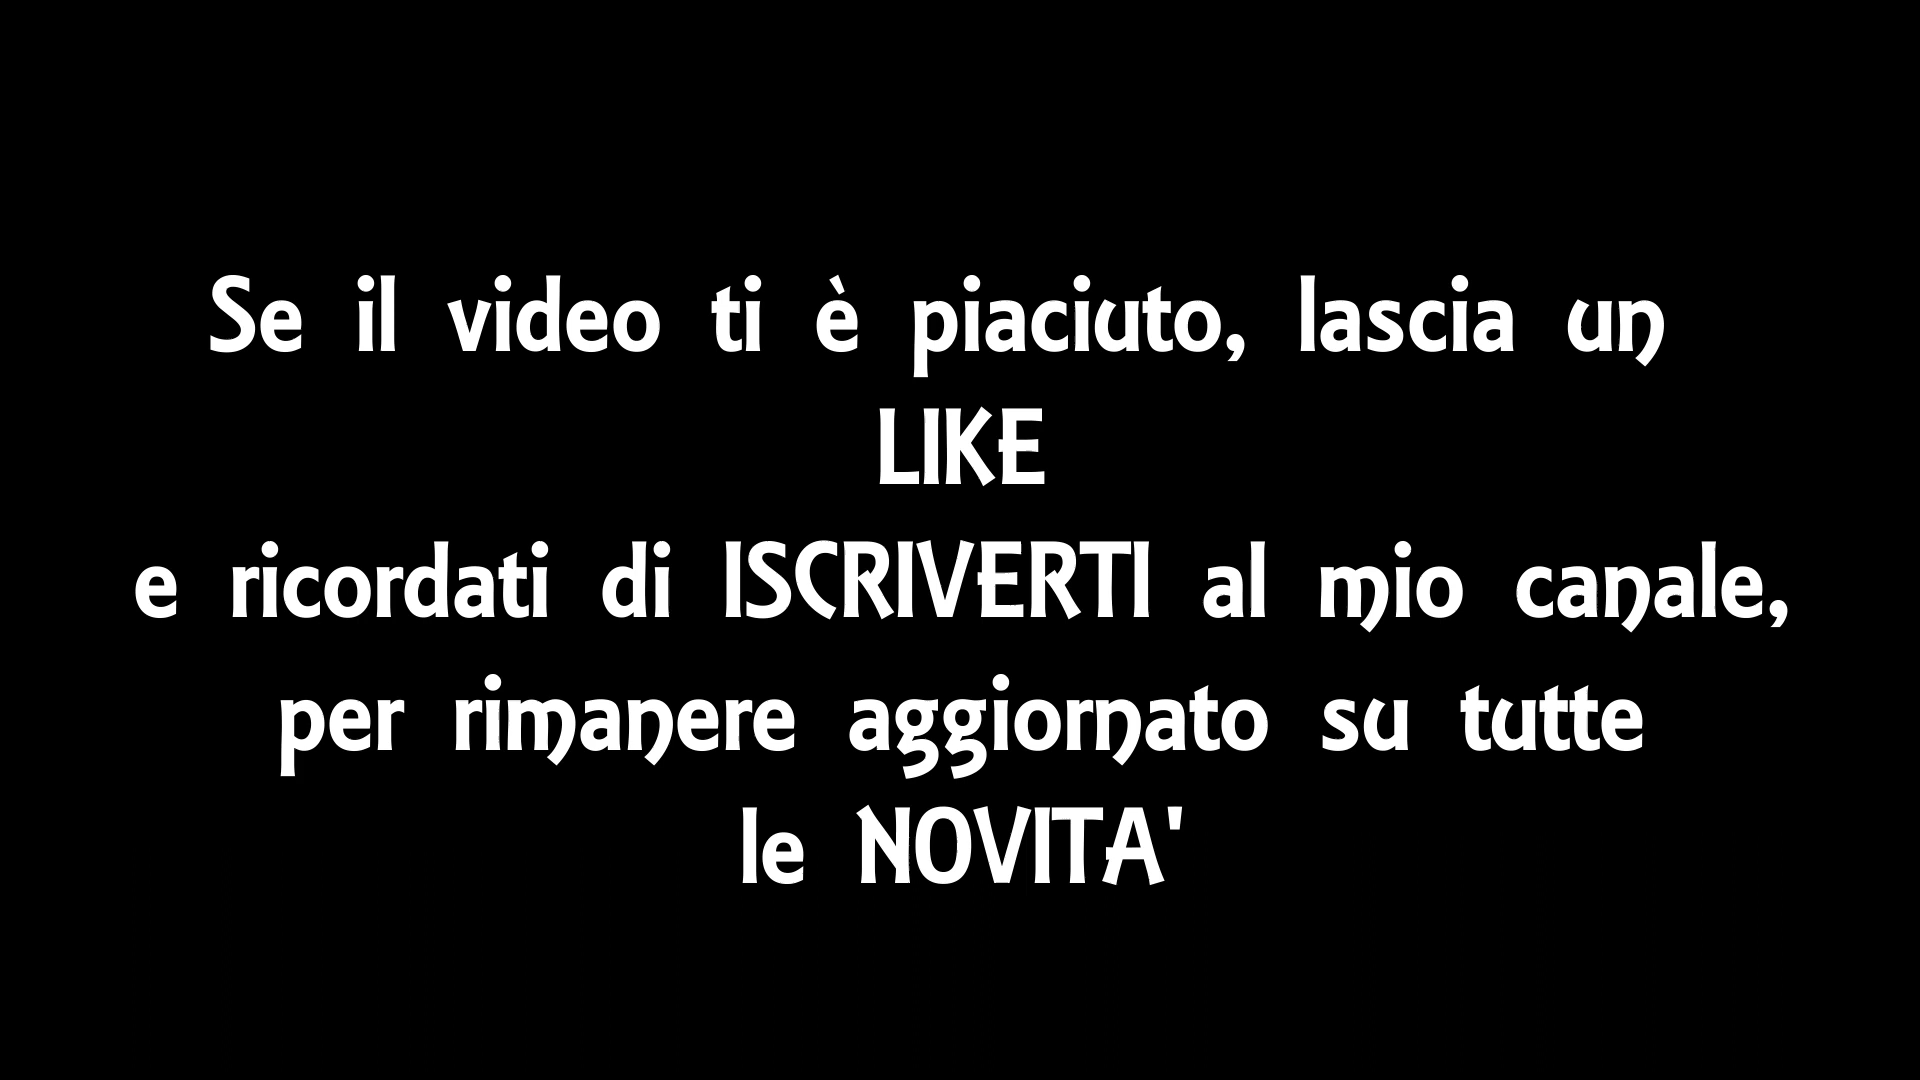 Se il video ti è piaciuto, lascia un
LIKE
e ricordati di ISCRIVERTI al mio canale,
per rimanere aggiornato su tutte
le NOVITA'